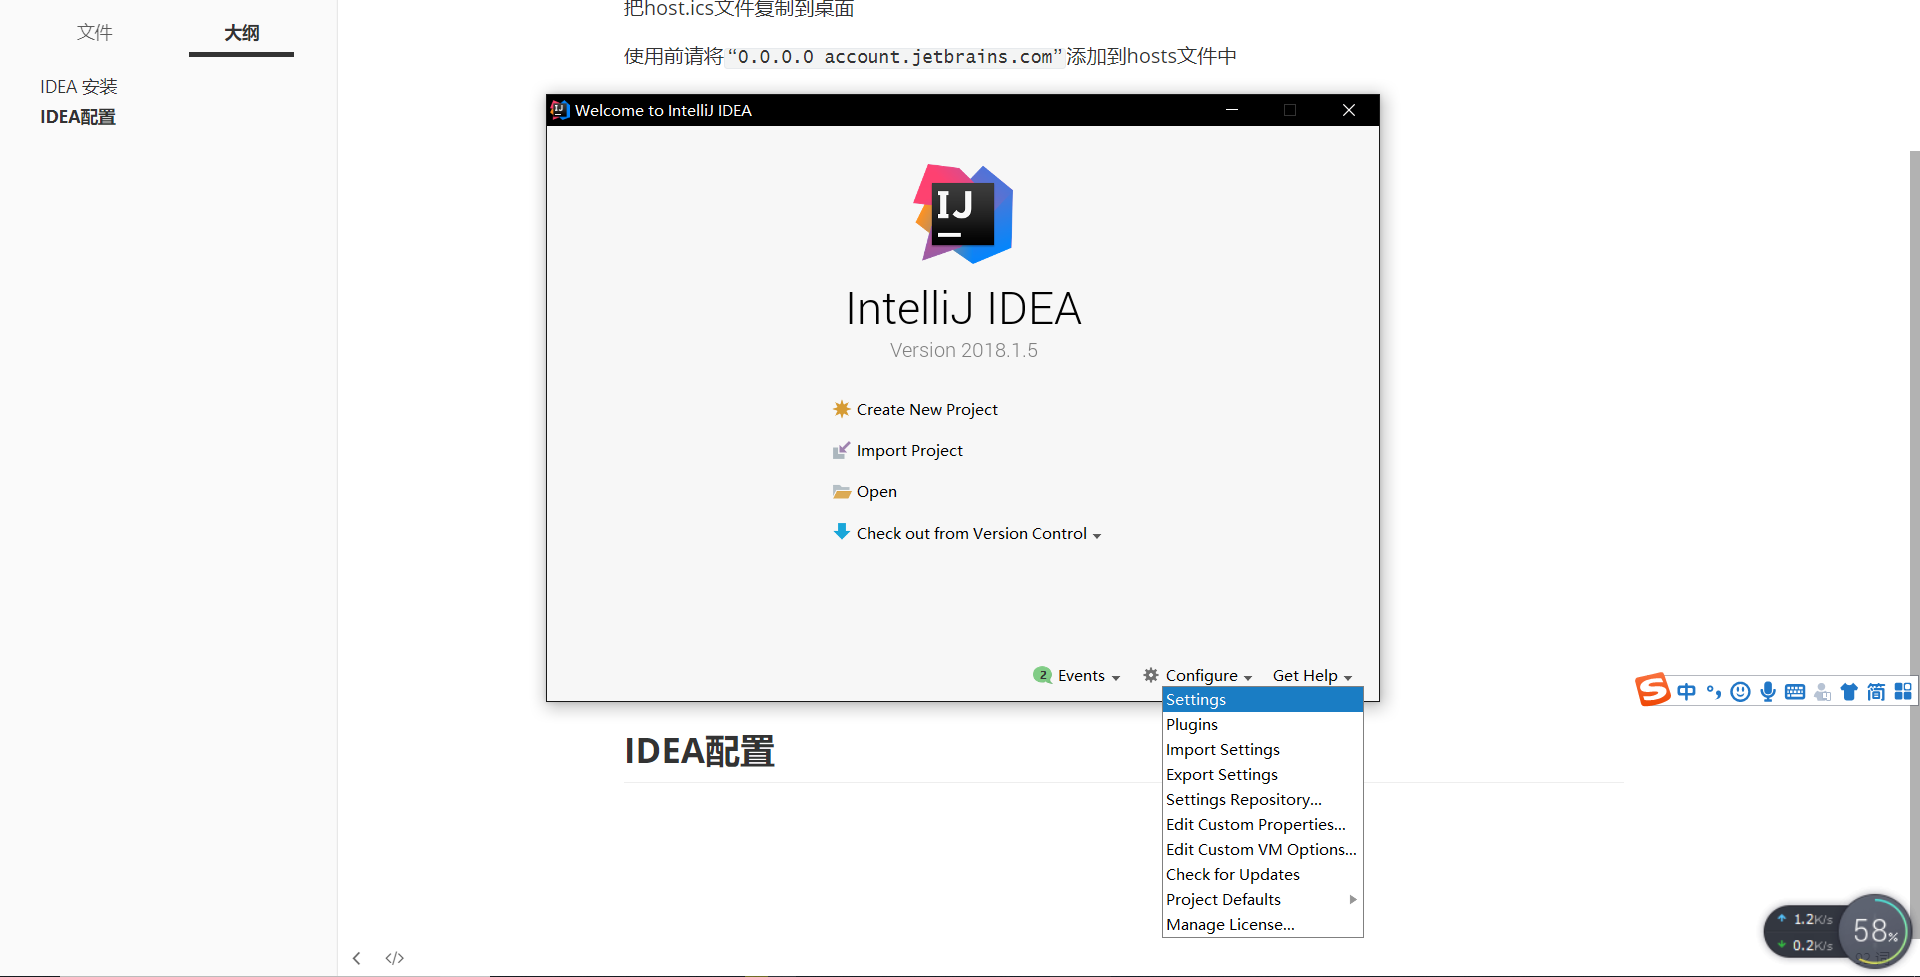 文件
大纲
IDEA 安装
IDEA配置
把host.ics文件复制到桌面
使用前请将“0.0.0.0 account.jetbrains.com”添加到hosts文件中
Welcome to IntelliJ IDEA
IJ
IntelliJ IDEA
Version 2018.1.5
Create New Project
Import Project
Open
Check out from Version Control
2 Events
Configure
Get Help
Settings
Plugins
Import Settings
Export Settings
Settings Repository...
Edit Custom Properties...
Edit Custom VM Options...
Check for Updates
Project Defaults
Manage License...
IDEA配置
S 中 简
1.2K/s
0.2K/s
58%